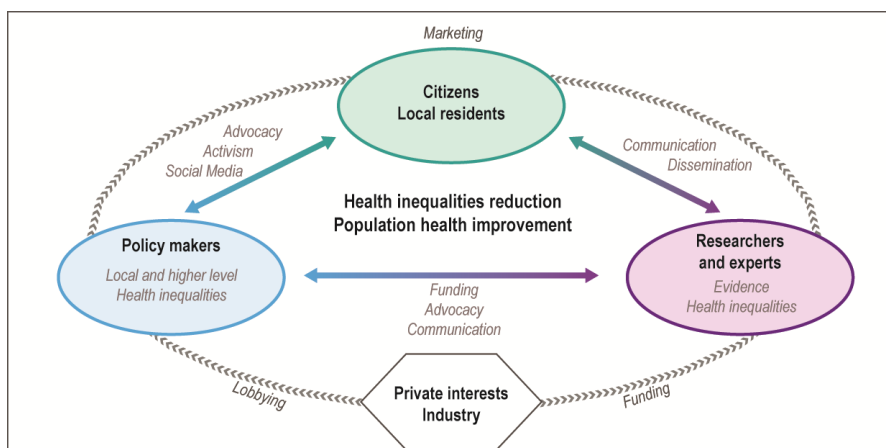 Marketing
Citizens
Local residents
Advocacy
Activism
Social Media
Communication
Dissemination
Health inequalities reduction
Population health improvement
Policy makers
Local and higher level
Health inequalities
Researchers
and experts
Evidence
Health inequalities
Funding
Advocacy
Communication
Lobbying
Private interests
Industry
Funding